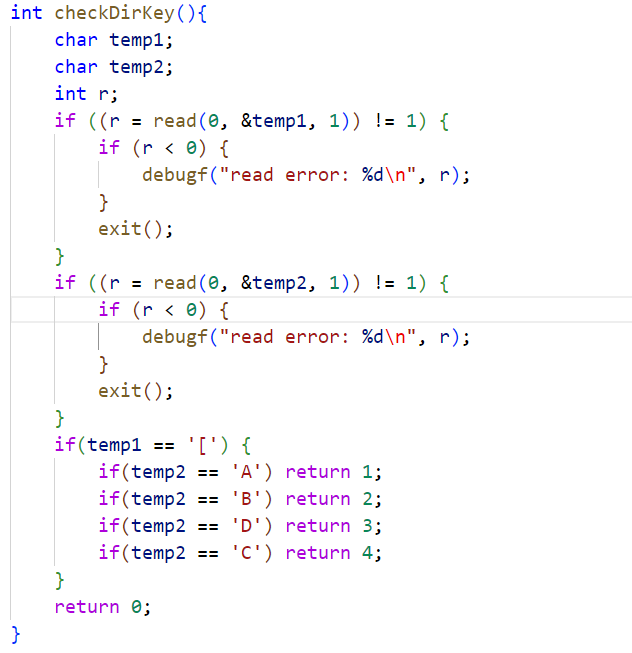 int checkDirKey(){
    char temp1;
    char temp2;
    int r;
    if ((r = read(0, &temp1, 1)) != 1) {
        if (r < 0) {
            debugf("read error: %d\n", r);
        }
        exit();
    }
    if ((r = read(0, &temp2, 1)) != 1) {
        if (r < 0) {
            debugf("read error: %d\n", r);
        }
        exit();
    }
    if(temp1 == '[') {
        if(temp2 == 'A') return 1;
        if(temp2 == 'B') return 2;
        if(temp2 == 'D') return 3;
        if(temp2 == 'C') return 4;
    }
    return 0;
}